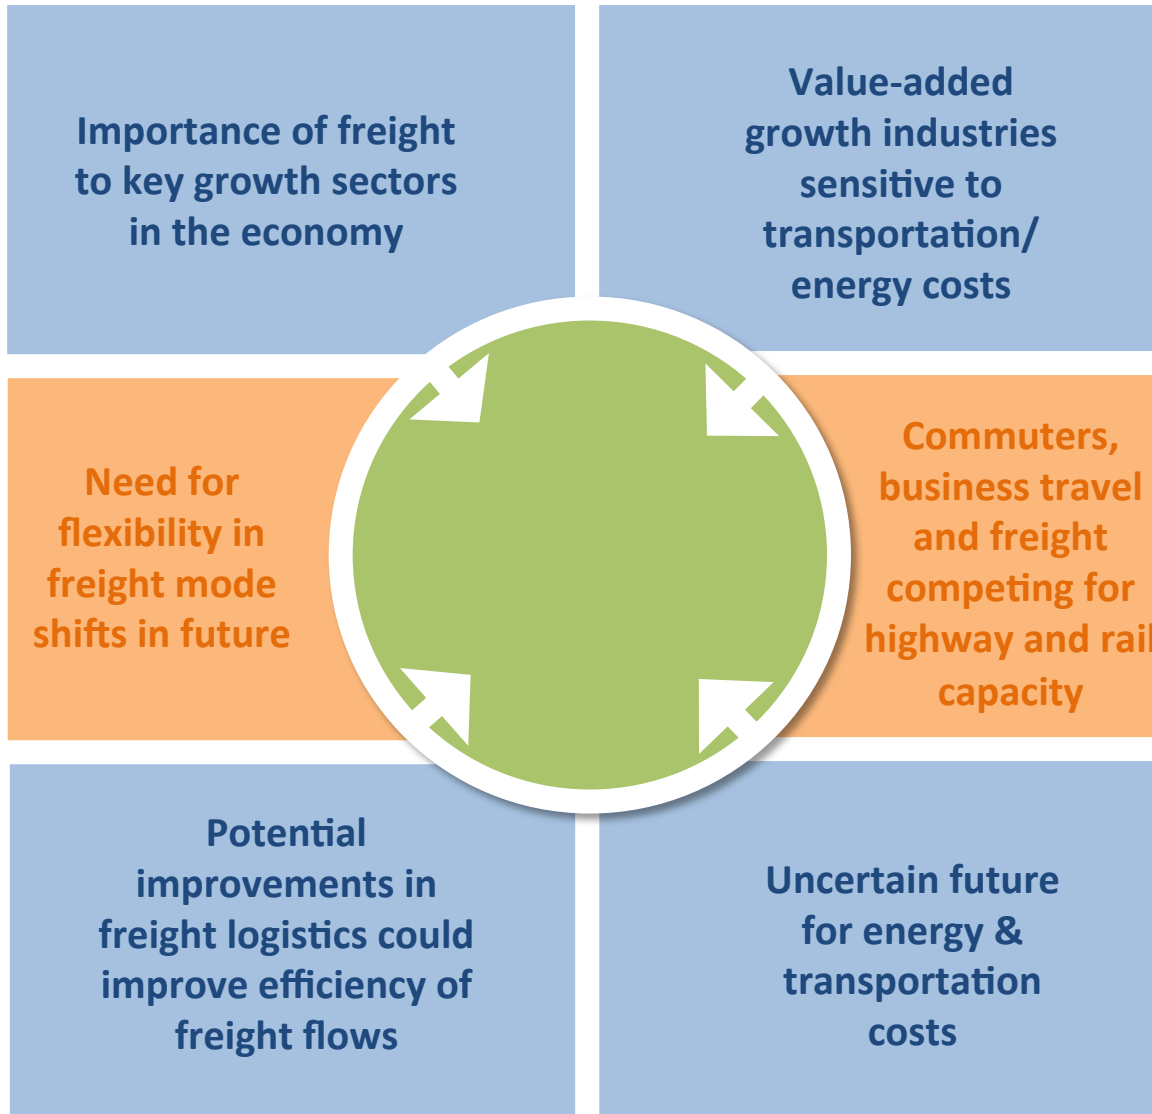 Importance of freight
to key growth sectors
in the economy
Value-added
growth industries
sensitive to
transportation/
energy costs
Need for
flexibility in
freight mode
shifts in future
Commuters,
business travel
and freight
competing for
highway and rail
capacity
Potential
improvements in
freight logistics could
improve efficiency of
freight flows
Uncertain future
for energy &
transportation
costs